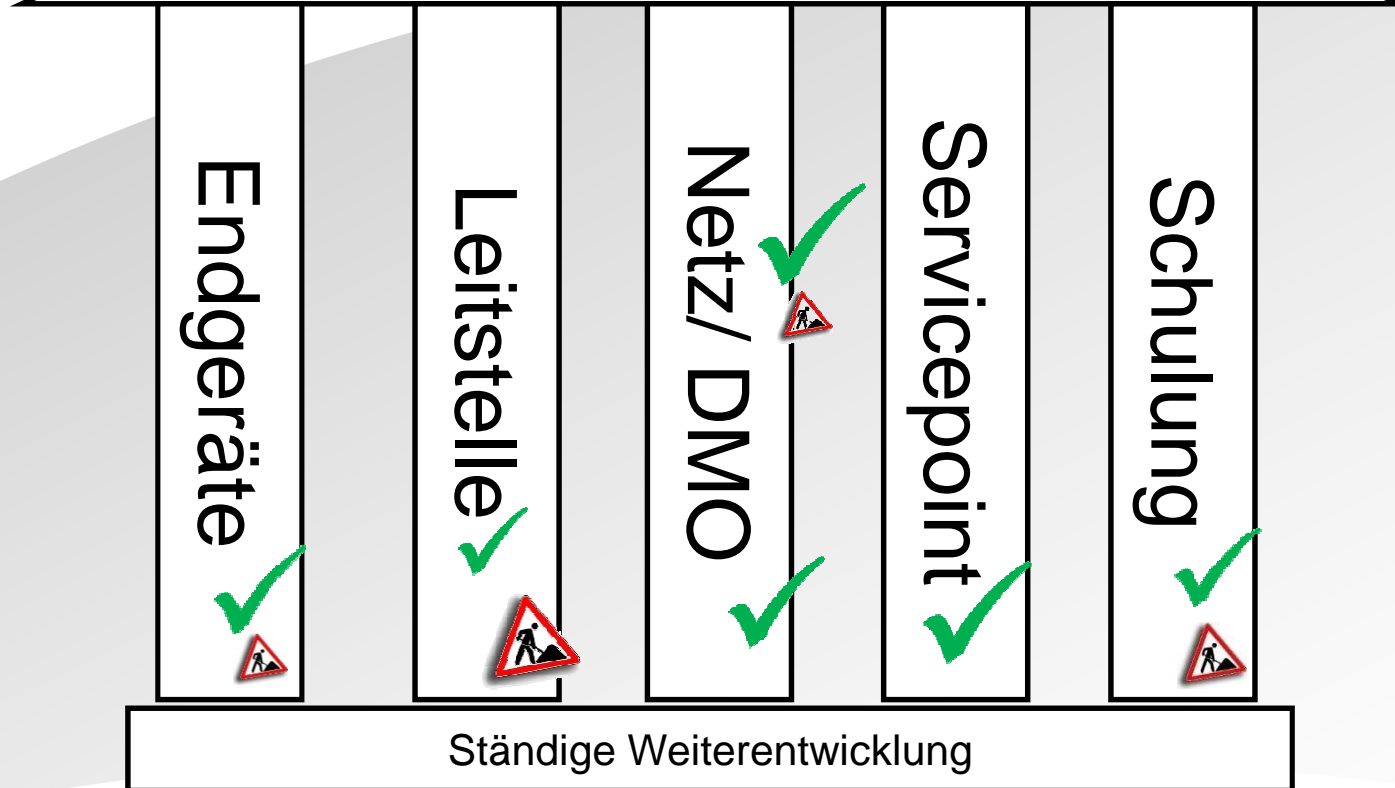 Endgeräte
Leitstelle
Netz/ DMO
Servicepoint
Schulung
Ständige Weiterentwicklung